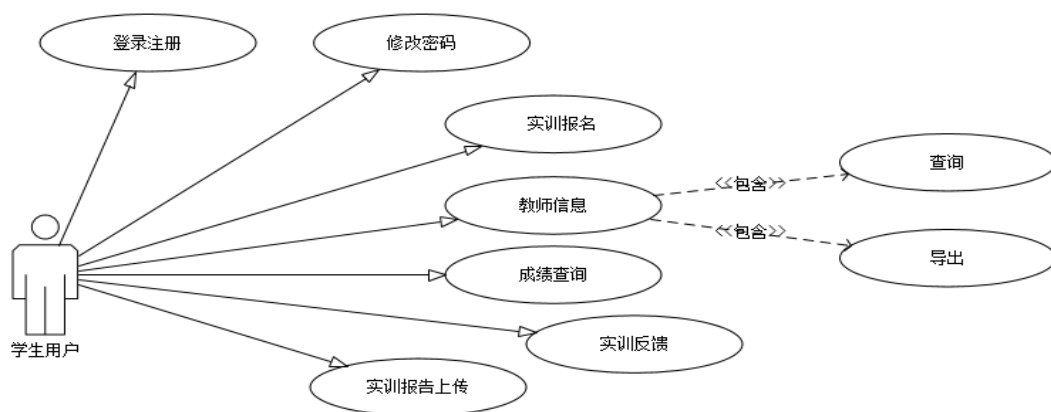 登录注册
修改密码
实训报名
教师信息
<<包含>>
查询
<<包含>>
导出
成绩查询
实训反馈
实训报告上传
学生用户